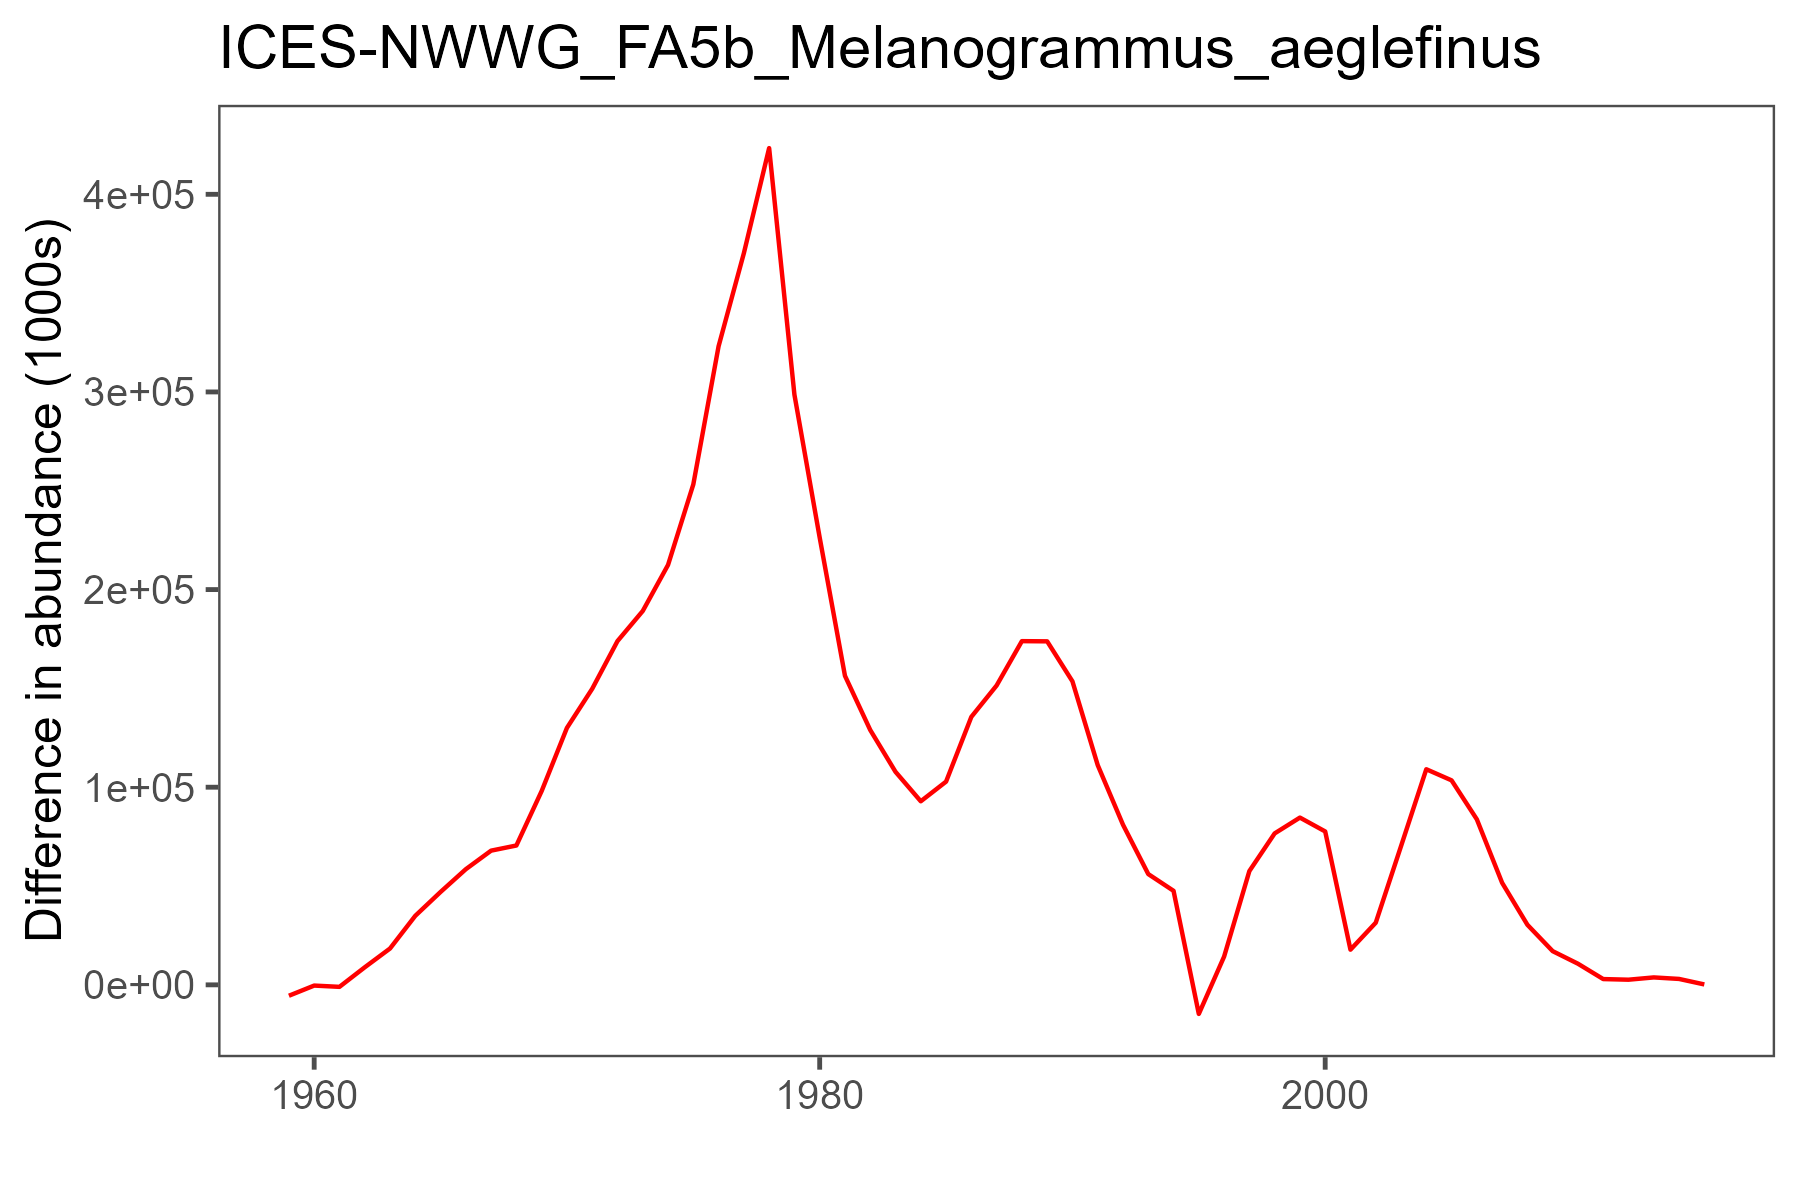 ICES-NWWG_FA5b_Melanogrammus_aeglefinus
Difference in abundance (1000s)
4e+05
3e+05
2e+05
1e+05
0e+00
1960
1980
2000